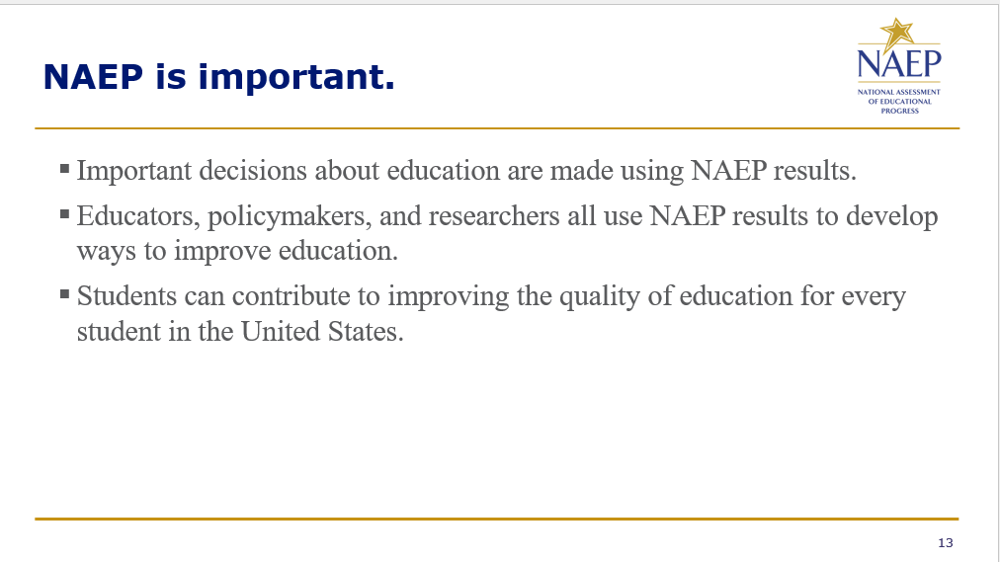 NAEP is important.
NAEP
NATIONAL ASSESSMENT
OF EDUCATIONAL
PROGRESS
▪ Important decisions about education are made using NAEP results.
▪ Educators, policymakers, and researchers all use NAEP results to develop
ways to improve education.
▪ Students can contribute to improving the quality of education for every
student in the United States.
13